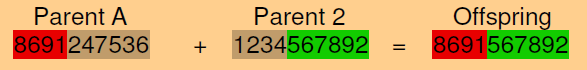 Parent A Parent 2 Offspring
8691247536 + 1234567892 = 8691567892